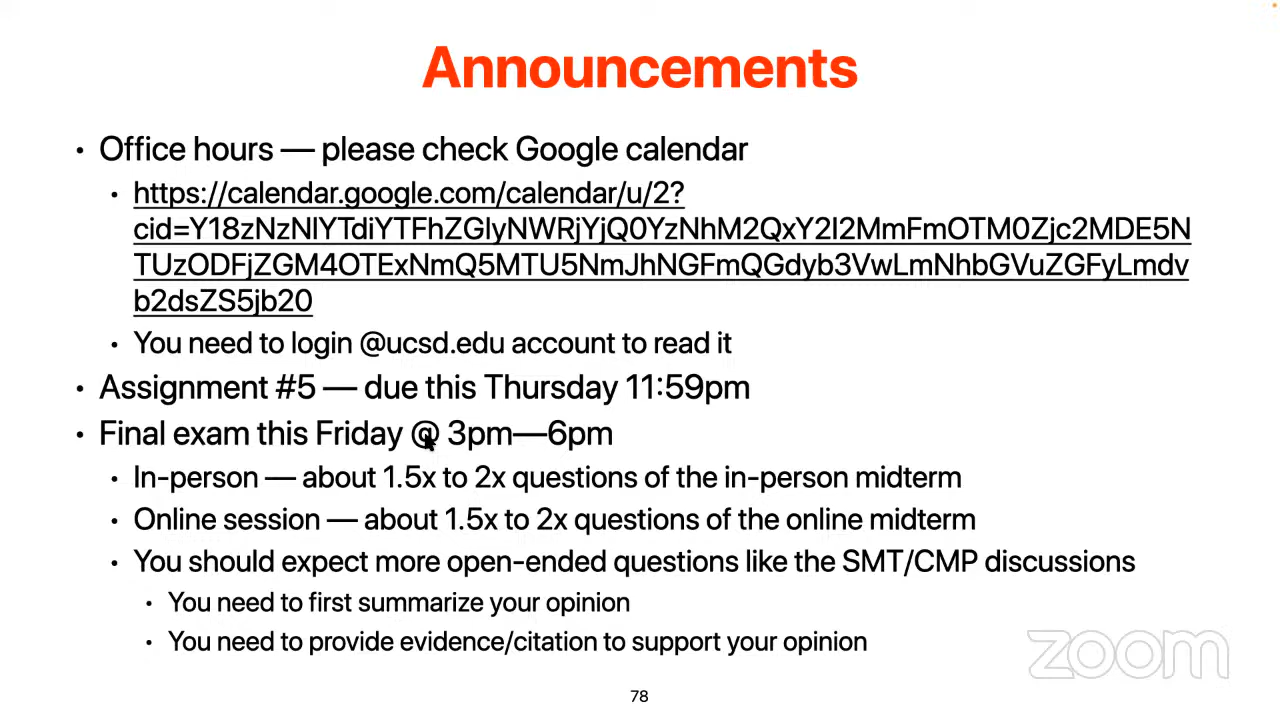 Announcements
• Office hours — please check Google calendar
• https://calendar.google.com/calendar/u/2?
cid=Y18zNzNlYTdiYTFhZGIyNWRjYjQ0YzNhM2QxY2I2MmFmOTM0Zjc2MDE5N
TUzODFjZGM4OTExNmQ5MTU5NmJhNGFmQGdyb3VwLmNhbGVuZGFyLmdv
b2dsZS5jb20
• You need to login @ucsd.edu account to read it
• Assignment #5 — due this Thursday 11:59pm
• Final exam this Friday @ 3pm—6pm
• In-person — about 1.5x to 2x questions of the in-person midterm
• Online session — about 1.5x to 2x questions of the online midterm
• You should expect more open-ended questions like the SMT/CMP discussions
• You need to first summarize your opinion
• You need to provide evidence/citation to support your opinion
zoom
78